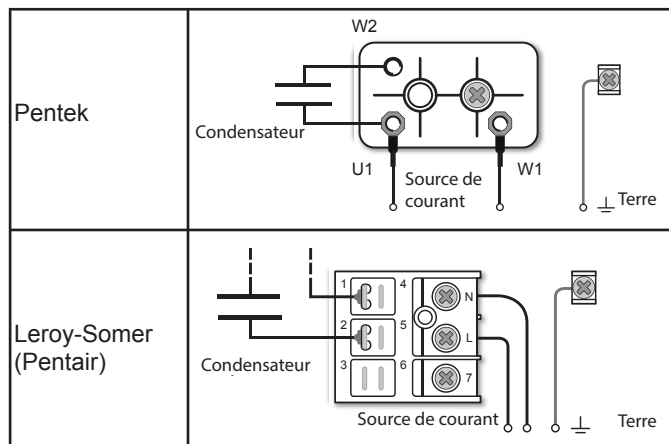 Pentek
W2
Condensateur
U1
W1
Source de
courant
Terre
Leroy-Somer
(Pentair)
1
4
N
2
5
L
3
6
7
Condensateur
Source de courant
Terre